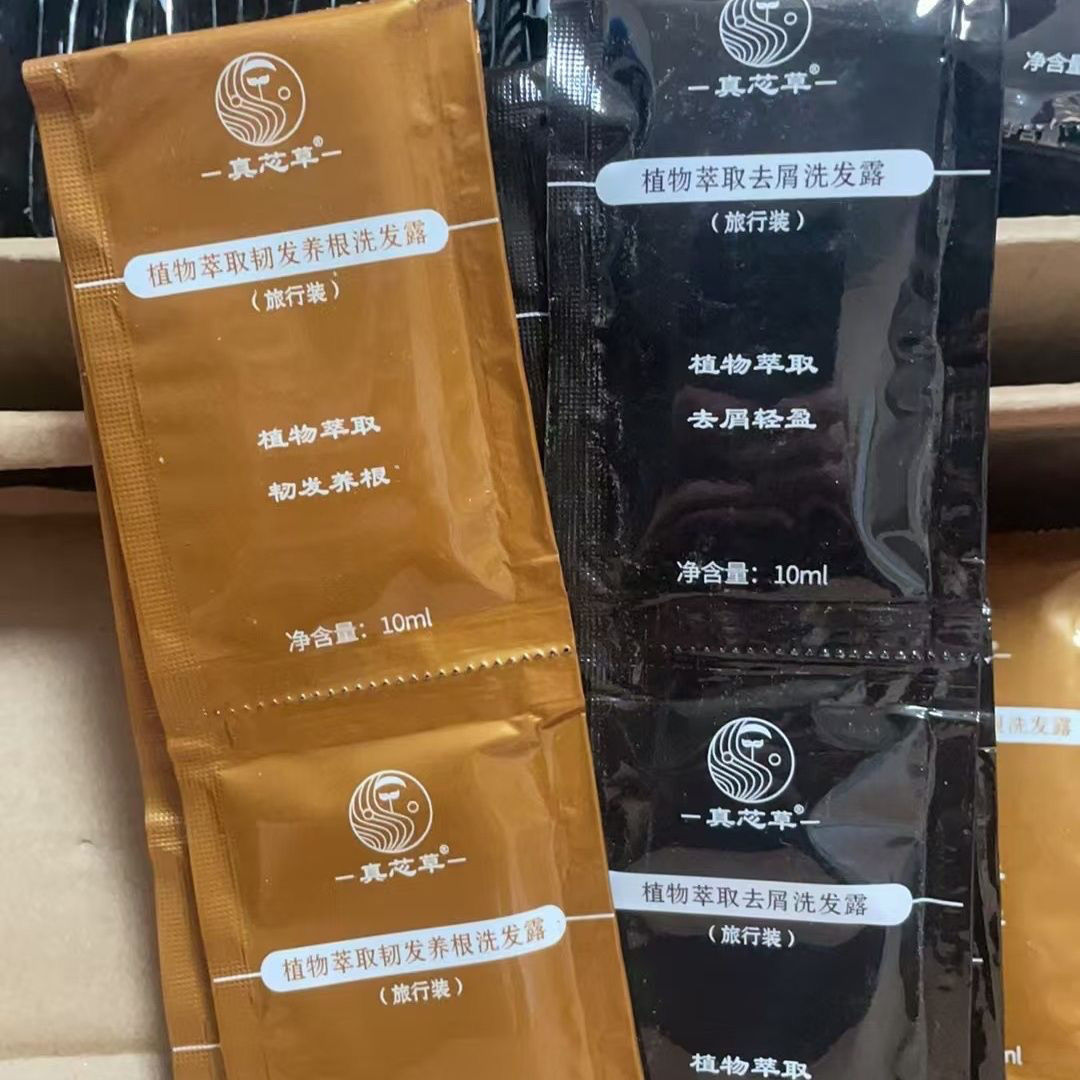 真芯草®
植物萃取韧发养根洗发露
（旅行装）
植物萃取
韧发养根
净含量：10ml
真芯草®
植物萃取韧发养根洗发露
（旅行装）
真芯草®
植物萃取去屑洗发露
（旅行装）
植物萃取
去屑轻盈
净含量：10ml
真芯草®
植物萃取去屑洗发露
（旅行装）
植物萃取
净含量
洗发露
ml